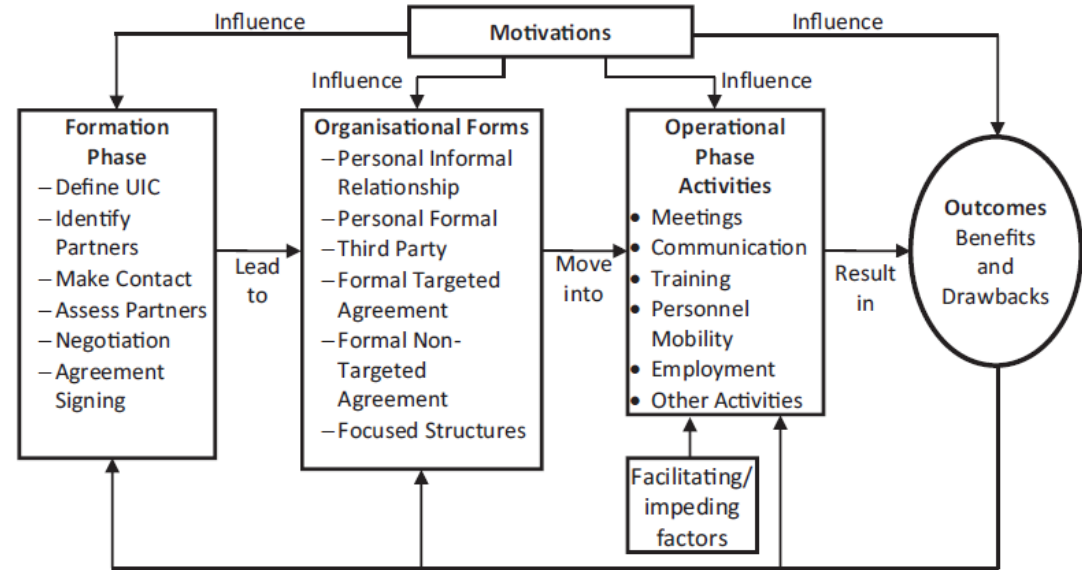 Influence
Motivations
Influence
Influence
Influence
Formation
Phase
– Define UIC
– Identify
Partners
– Make Contact
– Assess Partners
– Negotiation
– Agreement
Signing
Lead
to
Organisational Forms
– Personal Informal
Relationship
– Personal Formal
– Third Party
– Formal Targeted
Agreement
– Formal Non-
Targeted
Agreement
– Focused Structures
Move
into
Operational
Phase
Activities
• Meetings
• Communication
• Training
• Personnel
Mobility
• Employment
• Other Activities
Result
in
Outcomes
Benefits
and
Drawbacks
Facilitating/
impeding
factors